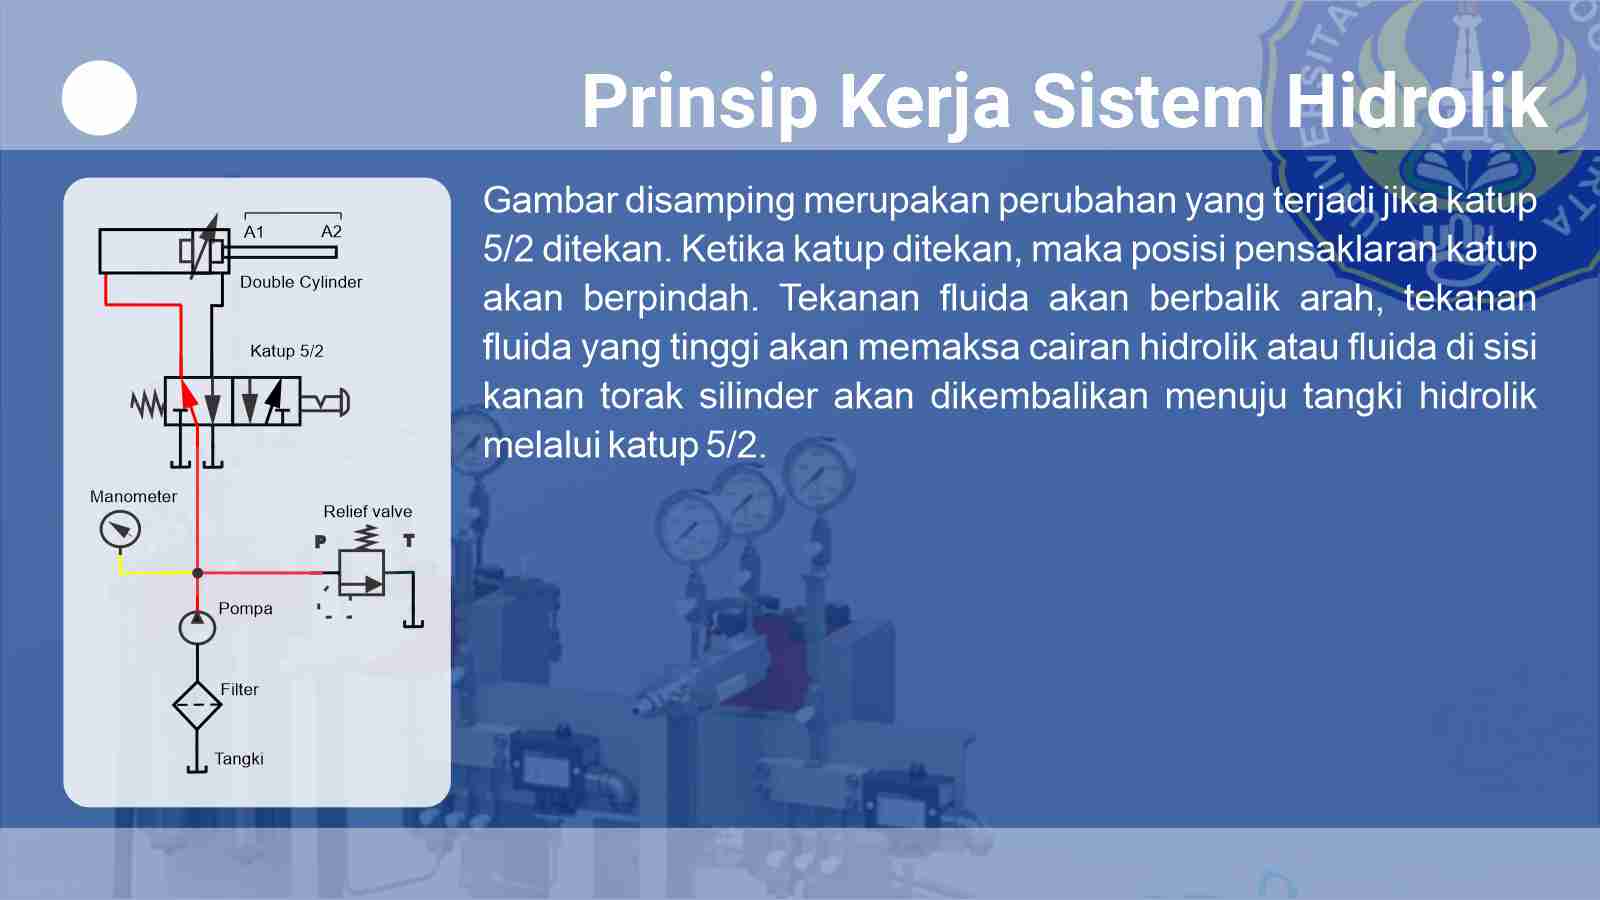 Prinsip Kerja Sistem Hidrolik
Gambar disamping merupakan perubahan yang terjadi jika katup
5/2 ditekan. Ketika katup ditekan, maka posisi pensaklaran katup
akan berpindah. Tekanan fluida akan berbalik arah, tekanan
fluida yang tinggi akan memaksa cairan hidrolik atau fluida di sisi
kanan torak silinder akan dikembalikan menuju tangki hidrolik
melalui katup 5/2.
A1 A2
Double Cylinder
Katup 5/2
Manometer
Relief valve
P T
Pompa
Filter
Tangki